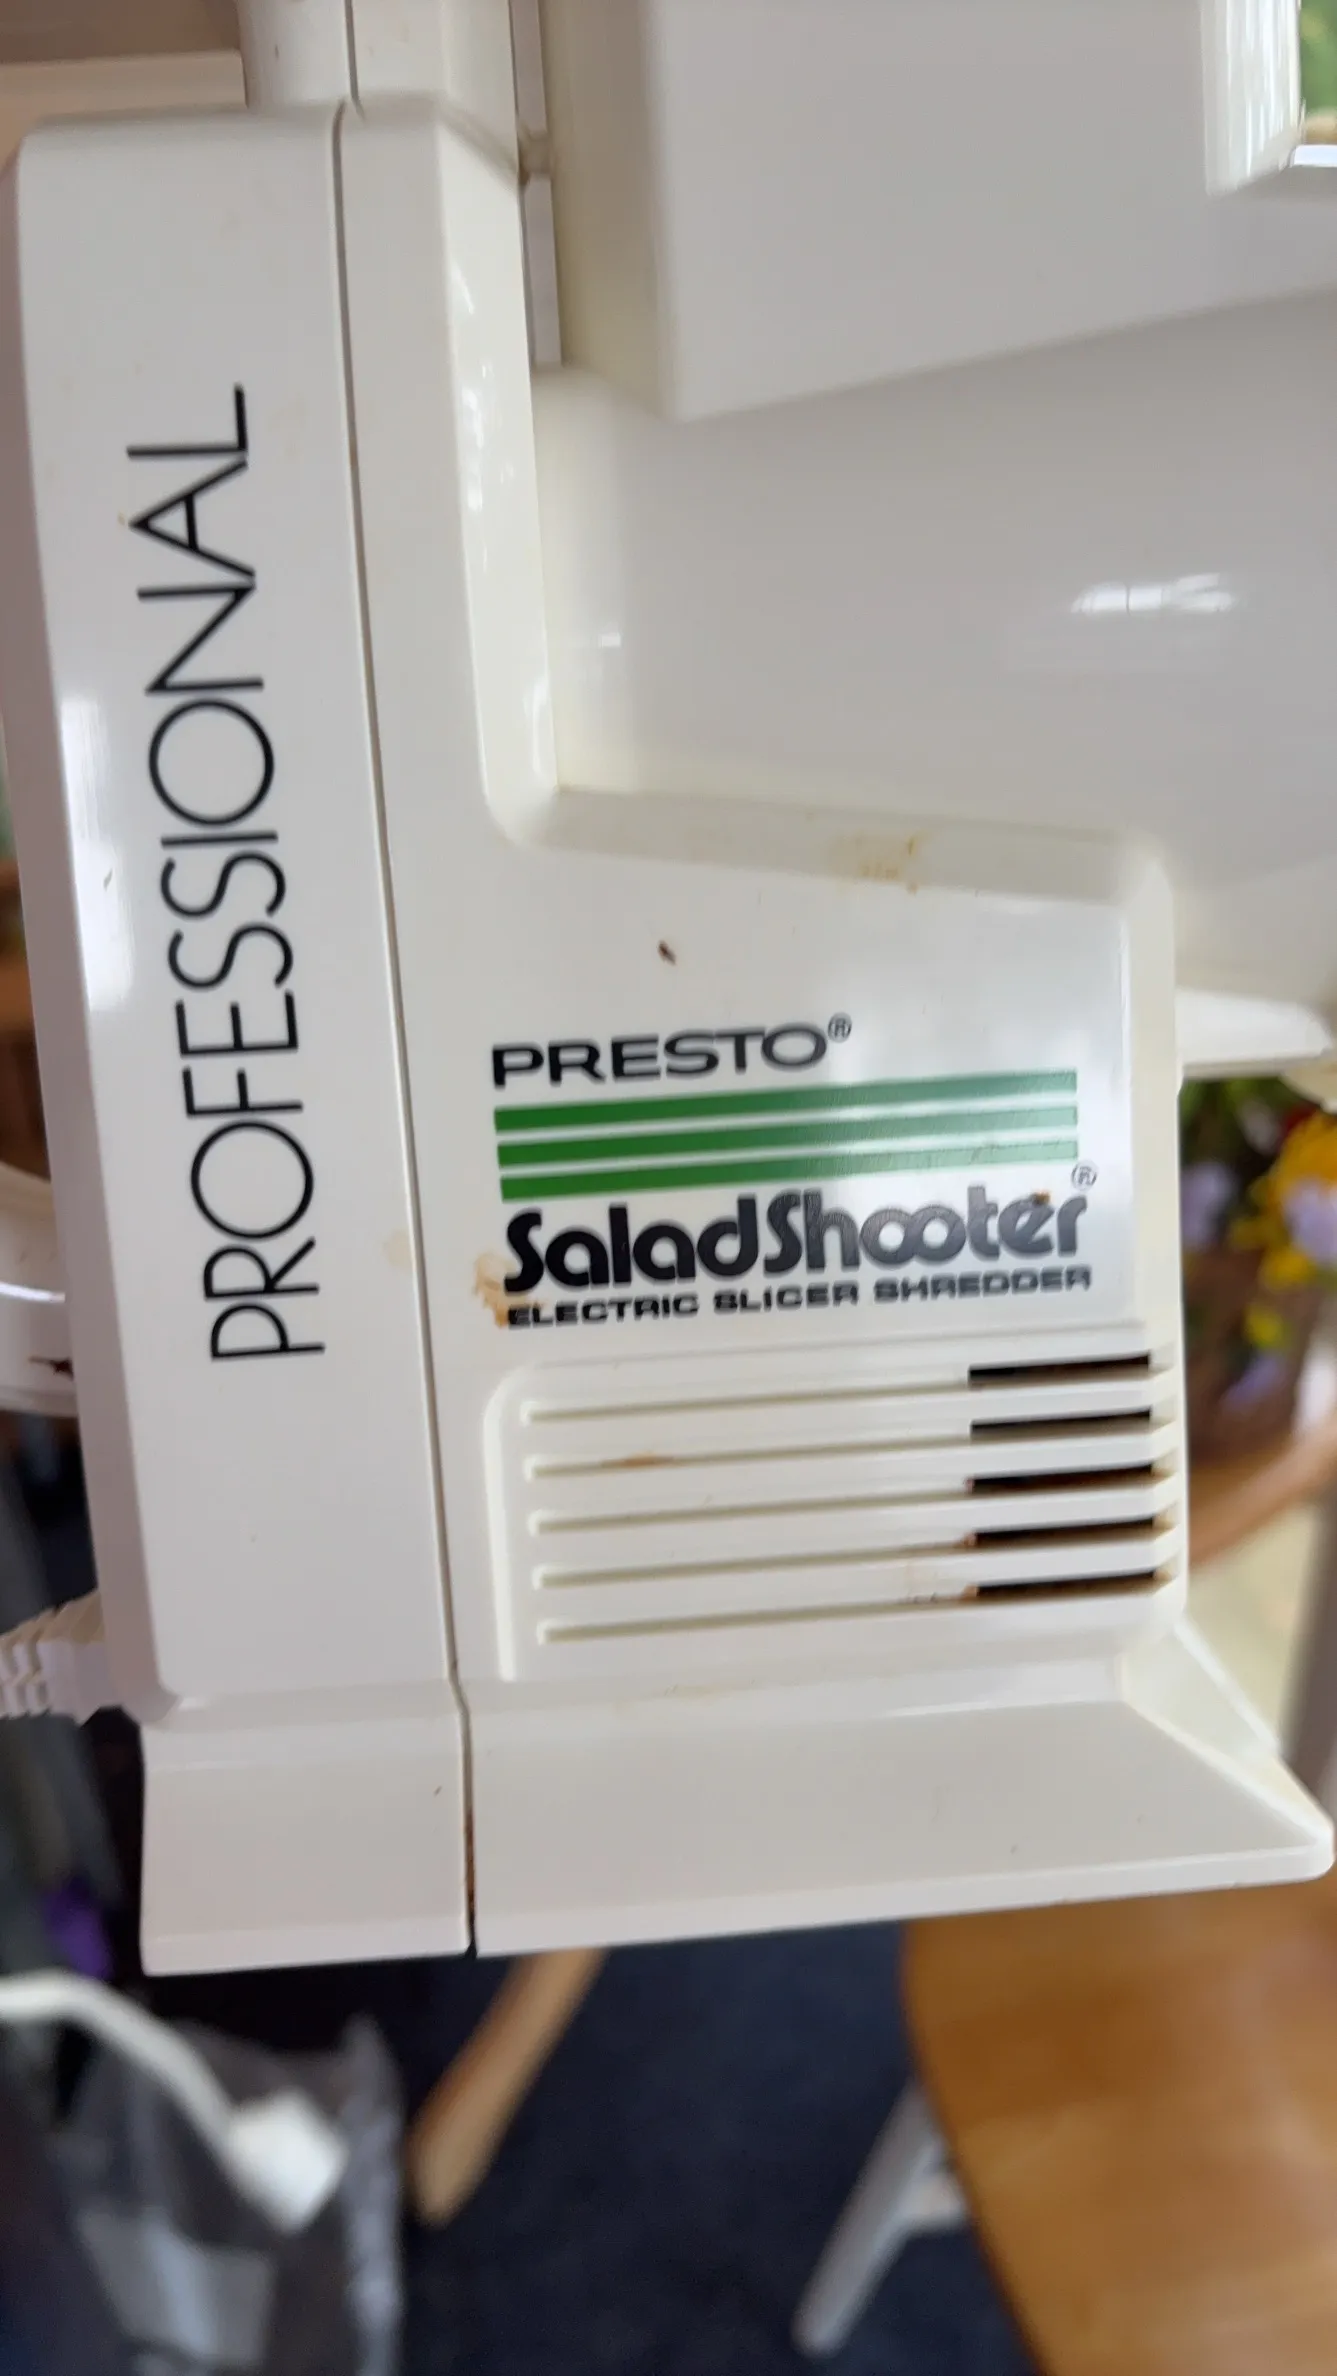 PROFESSIONAL
PRESTO®
SaladShooter®
ELECTRIC SLICER SHREDDER